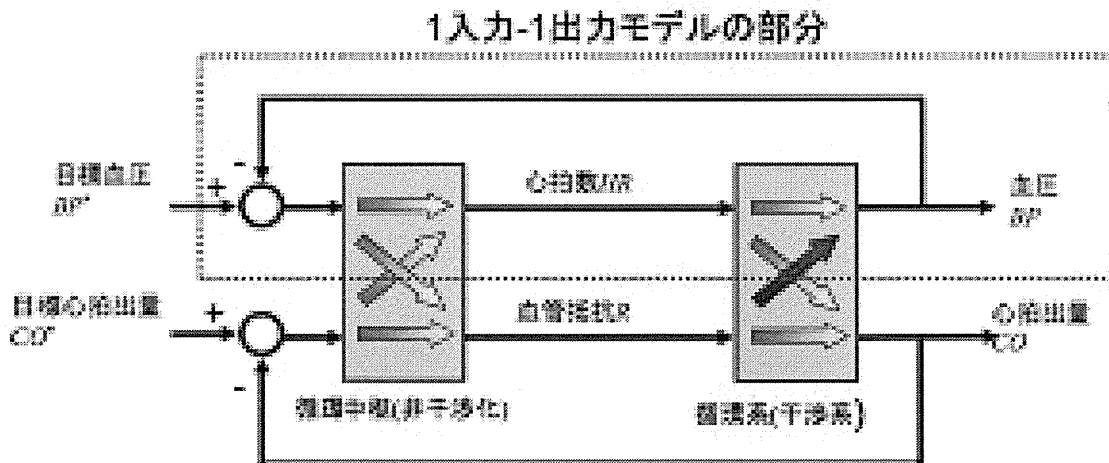 1入力-1出力モデルの部分
-
+
目標血圧
BP*
心拍数HR
血圧
BP
目標心拍出量
CO*
+
血管抵抗R
心拍出量
CO
-
循環中枢(非干渉化)
循環系(干渉系)